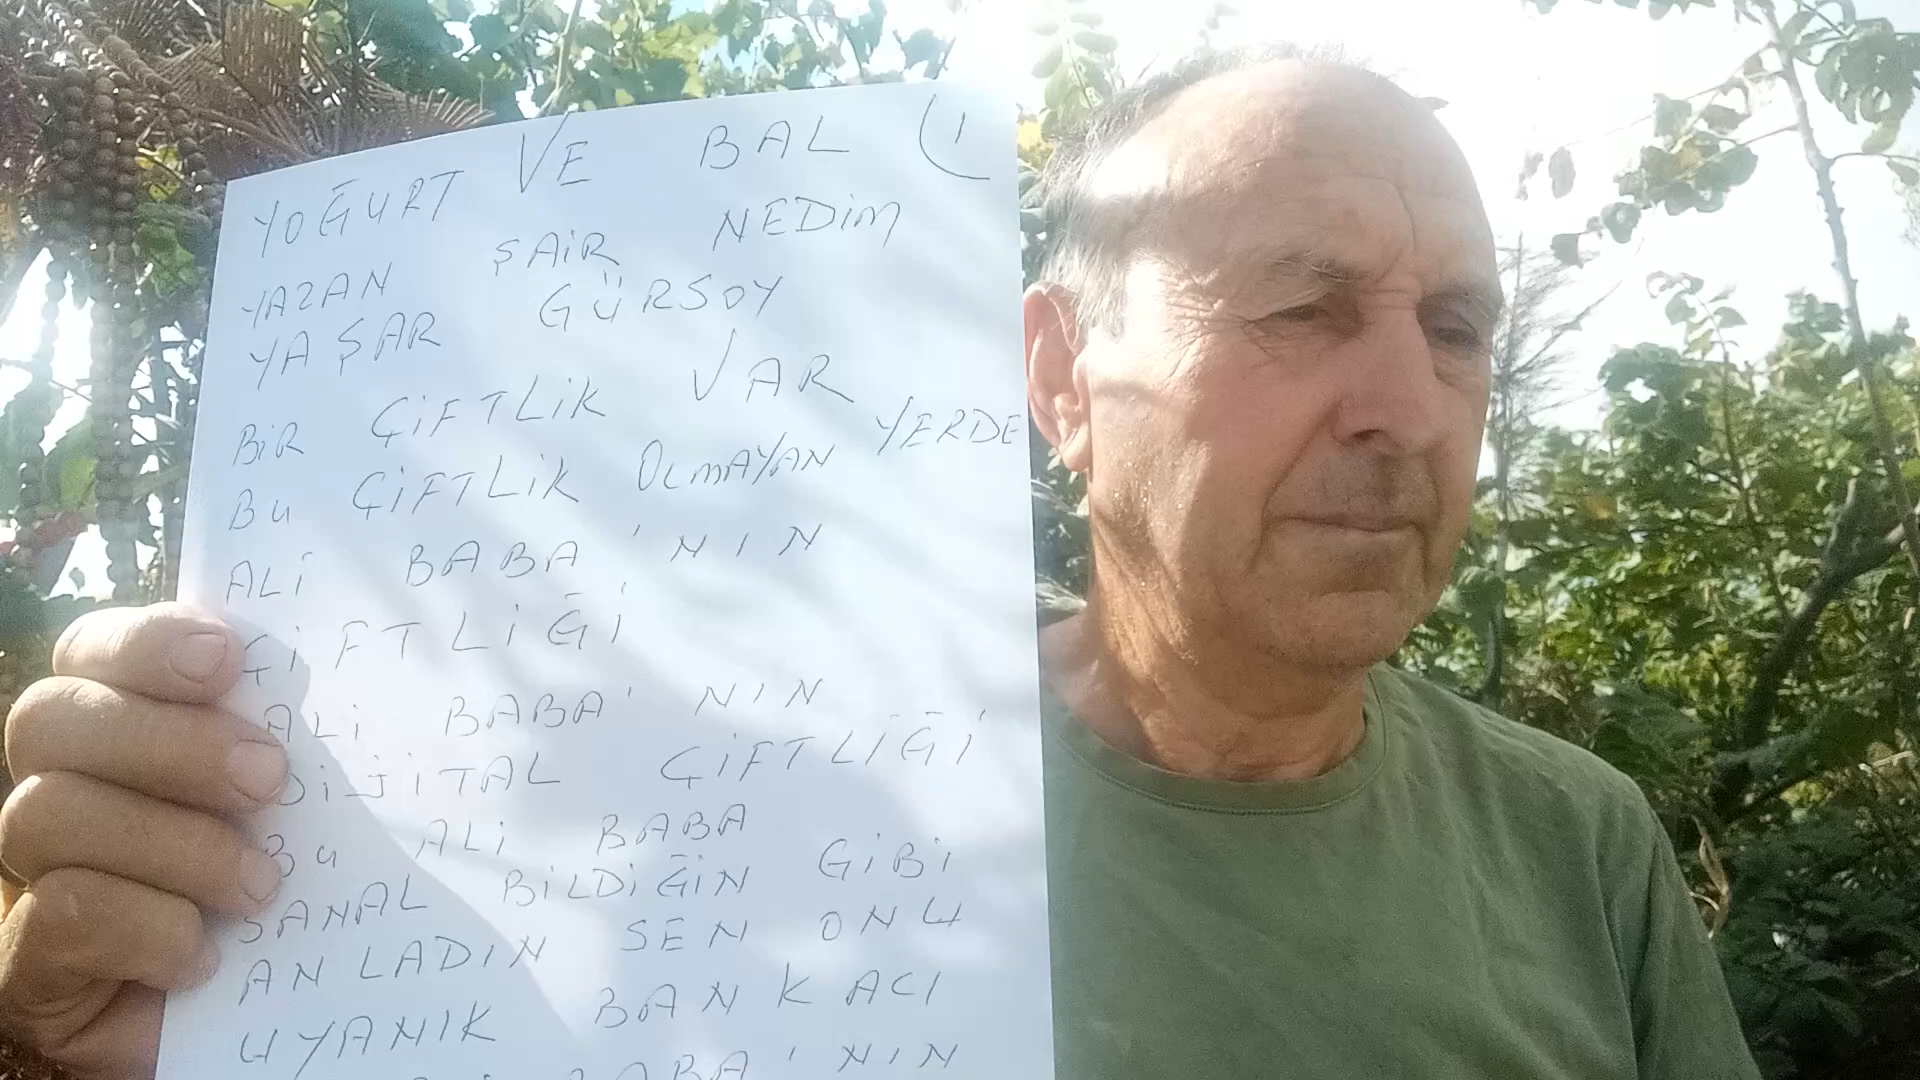 YOĞURT VE BAL (1
YAZAN ŞAİR NEDİM
YAŞAR GÜRSOY
BİR ÇİFTLİK VAR
BU ÇİFTLİK OLMAYAN YERDE
ALİ BABA'NIN
ÇİFTLİĞİ
ALİ BABA'NIN
DİJİTAL ÇİFTLİĞİ
BU ALİ BABA
SANAL BİLDİĞİN GİBİ
ANLADIN SEN ONU
UYANIK BANKACI
BABA'NIN